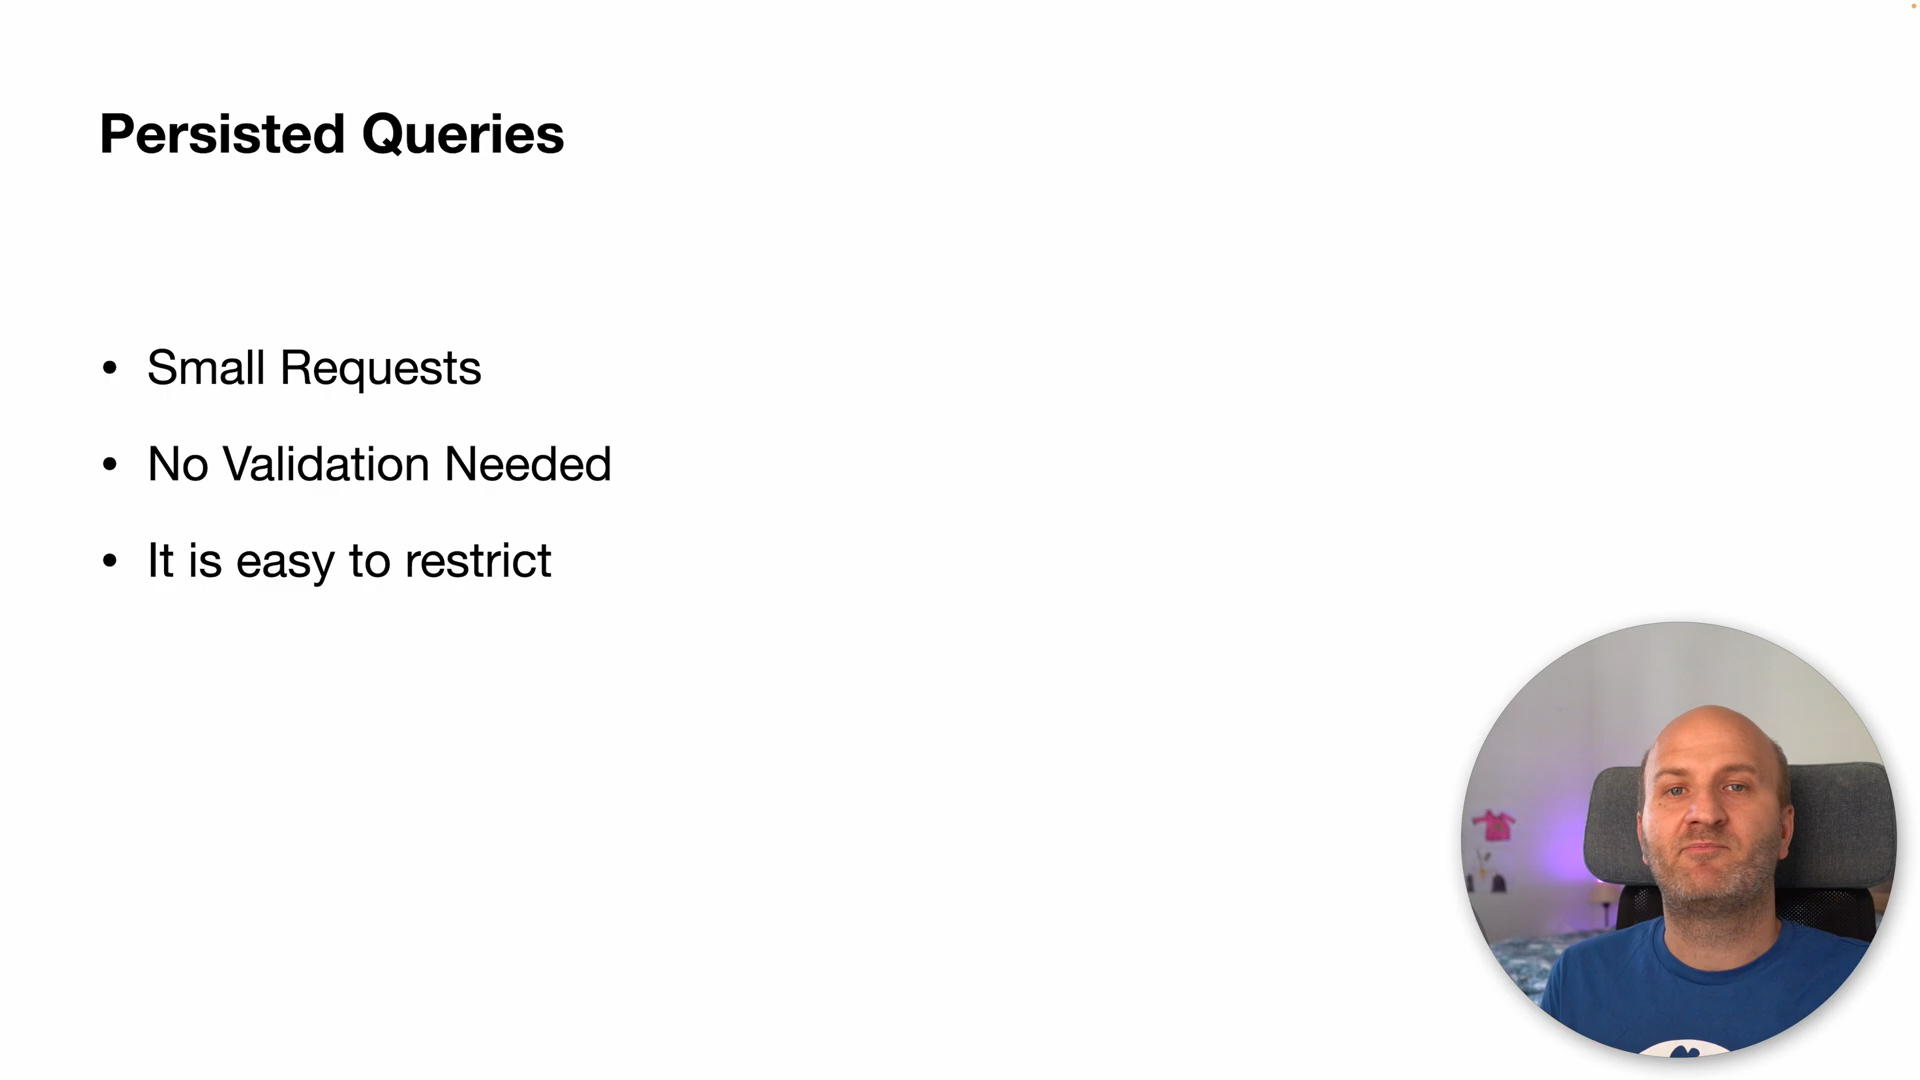 Persisted Queries
• Small Requests
• No Validation Needed
• It is easy to restrict